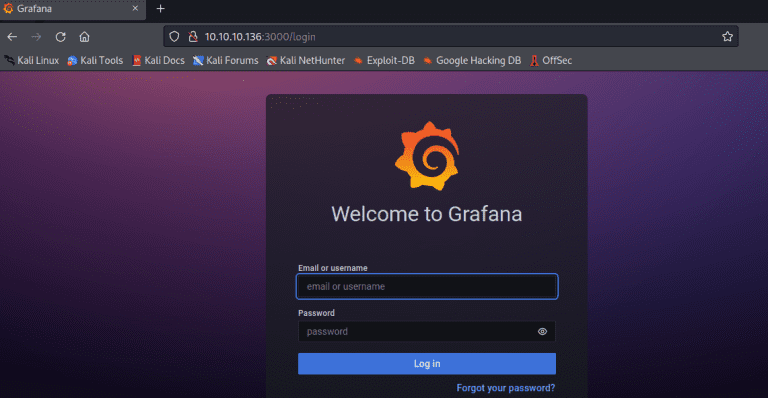 Grafana
10.10.10.136:3000/login
Kali Linux Kali Tools Kali Docs Kali Forums Kali NetHunter Exploit-DB Google Hacking DB OffSec
Welcome to Grafana
Email or username
email or username
Password
password
Log in
Forgot your password?